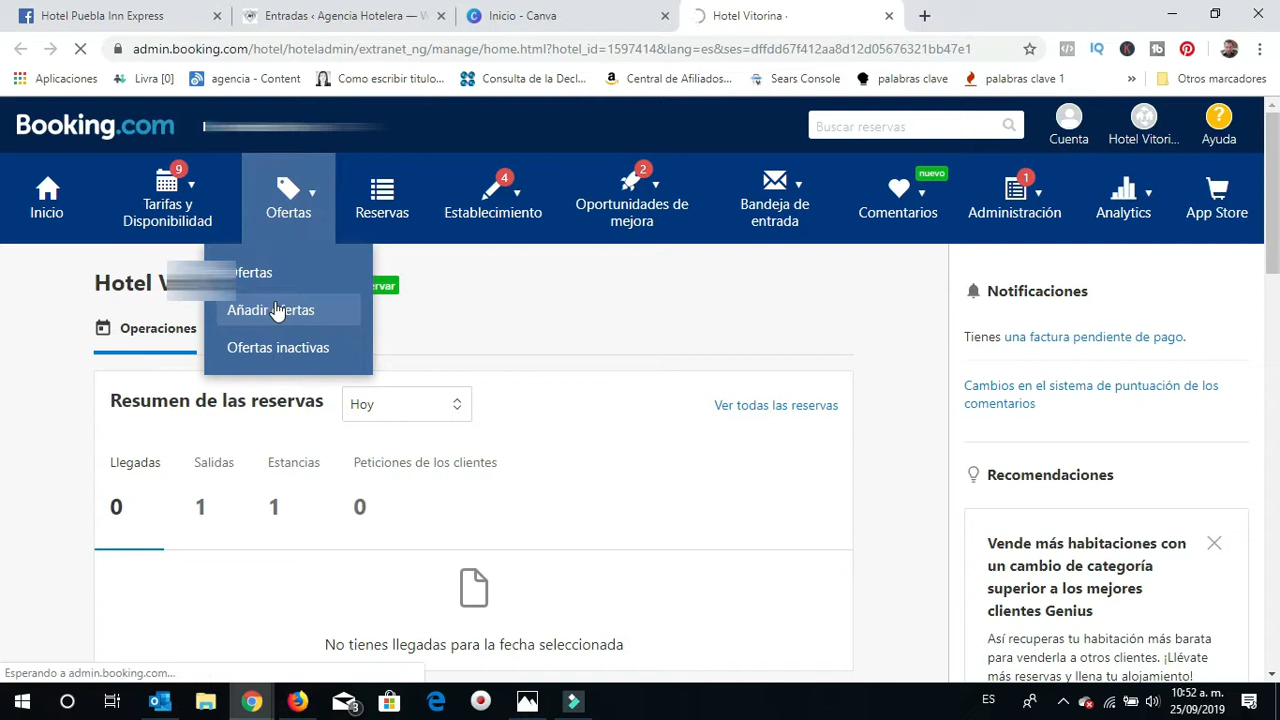 Hotel Puebla Inn Express
Entradas ‹ Agencia Hotelera — W
Inicio - Canva
Hotel Vitorina ·
admin.booking.com/hotel/hoteladmin/extranet_ng/manage/home.html?hotel_id=1597414&lang=es&ses=dffdd67f412aa8d12d05676321bb47e1
Aplicaciones
Livra [0]
agencia - Content
Como escribir titulo...
Consulta de la Decl...
Central de Afiliados...
Sears Console
palabras clave
palabras clave 1
»
Otros marcadores
Booking.com
Buscar reservas
Cuenta
Hotel Vitori...
Ayuda
Inicio
9
Tarifas y
Disponibilidad
Ofertas
Reservas
4
Establecimiento
2
Oportunidades de
mejora
Bandeja de
entrada
nuevo
Comentarios
1
Administración
Analytics
App Store
Ofertas
Añadir ofertas
Ofertas inactivas
Hotel V
ervar
Operaciones
Resumen de las reservas
Hoy
Ver todas las reservas
Llegadas
Salidas
Estancias
Peticiones de los clientes
0
1
1
0
No tienes llegadas para la fecha seleccionada
Notificaciones
Tienes una factura pendiente de pago.
Cambios en el sistema de puntuación de los
comentarios
Recomendaciones
Vende más habitaciones con
un cambio de categoría
superior a los mejores
clientes Genius
Así recuperas tu habitación más barata
para venderla a otros clientes. ¡Llévate
más reservas y llena tu alojamiento!
Esperando a admin.booking.com...
3
ES
10:52 a. m.
25/09/2019